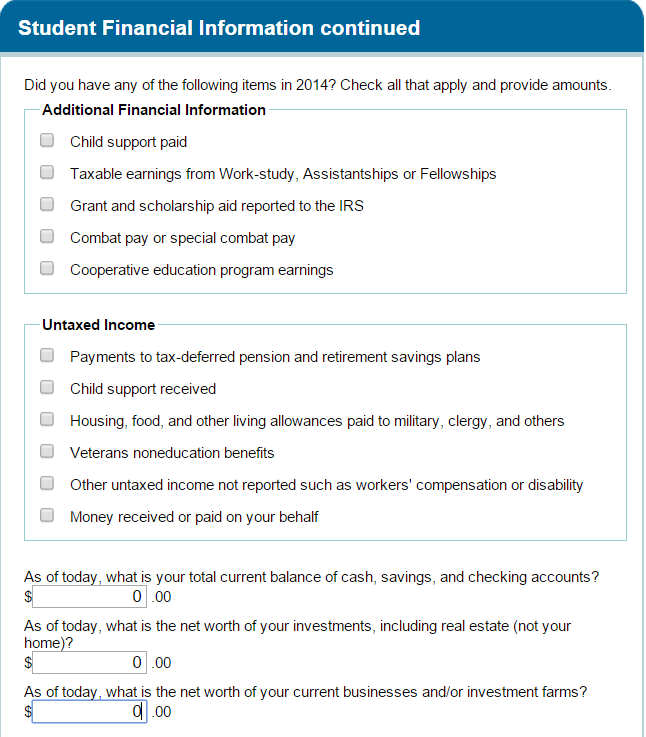 Student Financial Information continued
Did you have any of the following items in 2014? Check all that apply and provide amounts.
Additional Financial Information
Child support paid
Taxable earnings from Work-study, Assistantships or Fellowships
Grant and scholarship aid reported to the IRS
Combat pay or special combat pay
Cooperative education program earnings
Untaxed Income
Payments to tax-deferred pension and retirement savings plans
Child support received
Housing, food, and other living allowances paid to military, clergy, and others
Veterans noneducation benefits
Other untaxed income not reported such as workers' compensation or disability
Money received or paid on your behalf
As of today, what is your total current balance of cash, savings, and checking accounts?
$ 0 .00
As of today, what is the net worth of your investments, including real estate (not your
home)?
$ 0 .00
As of today, what is the net worth of your current businesses and/or investment farms?
$ 0 .00